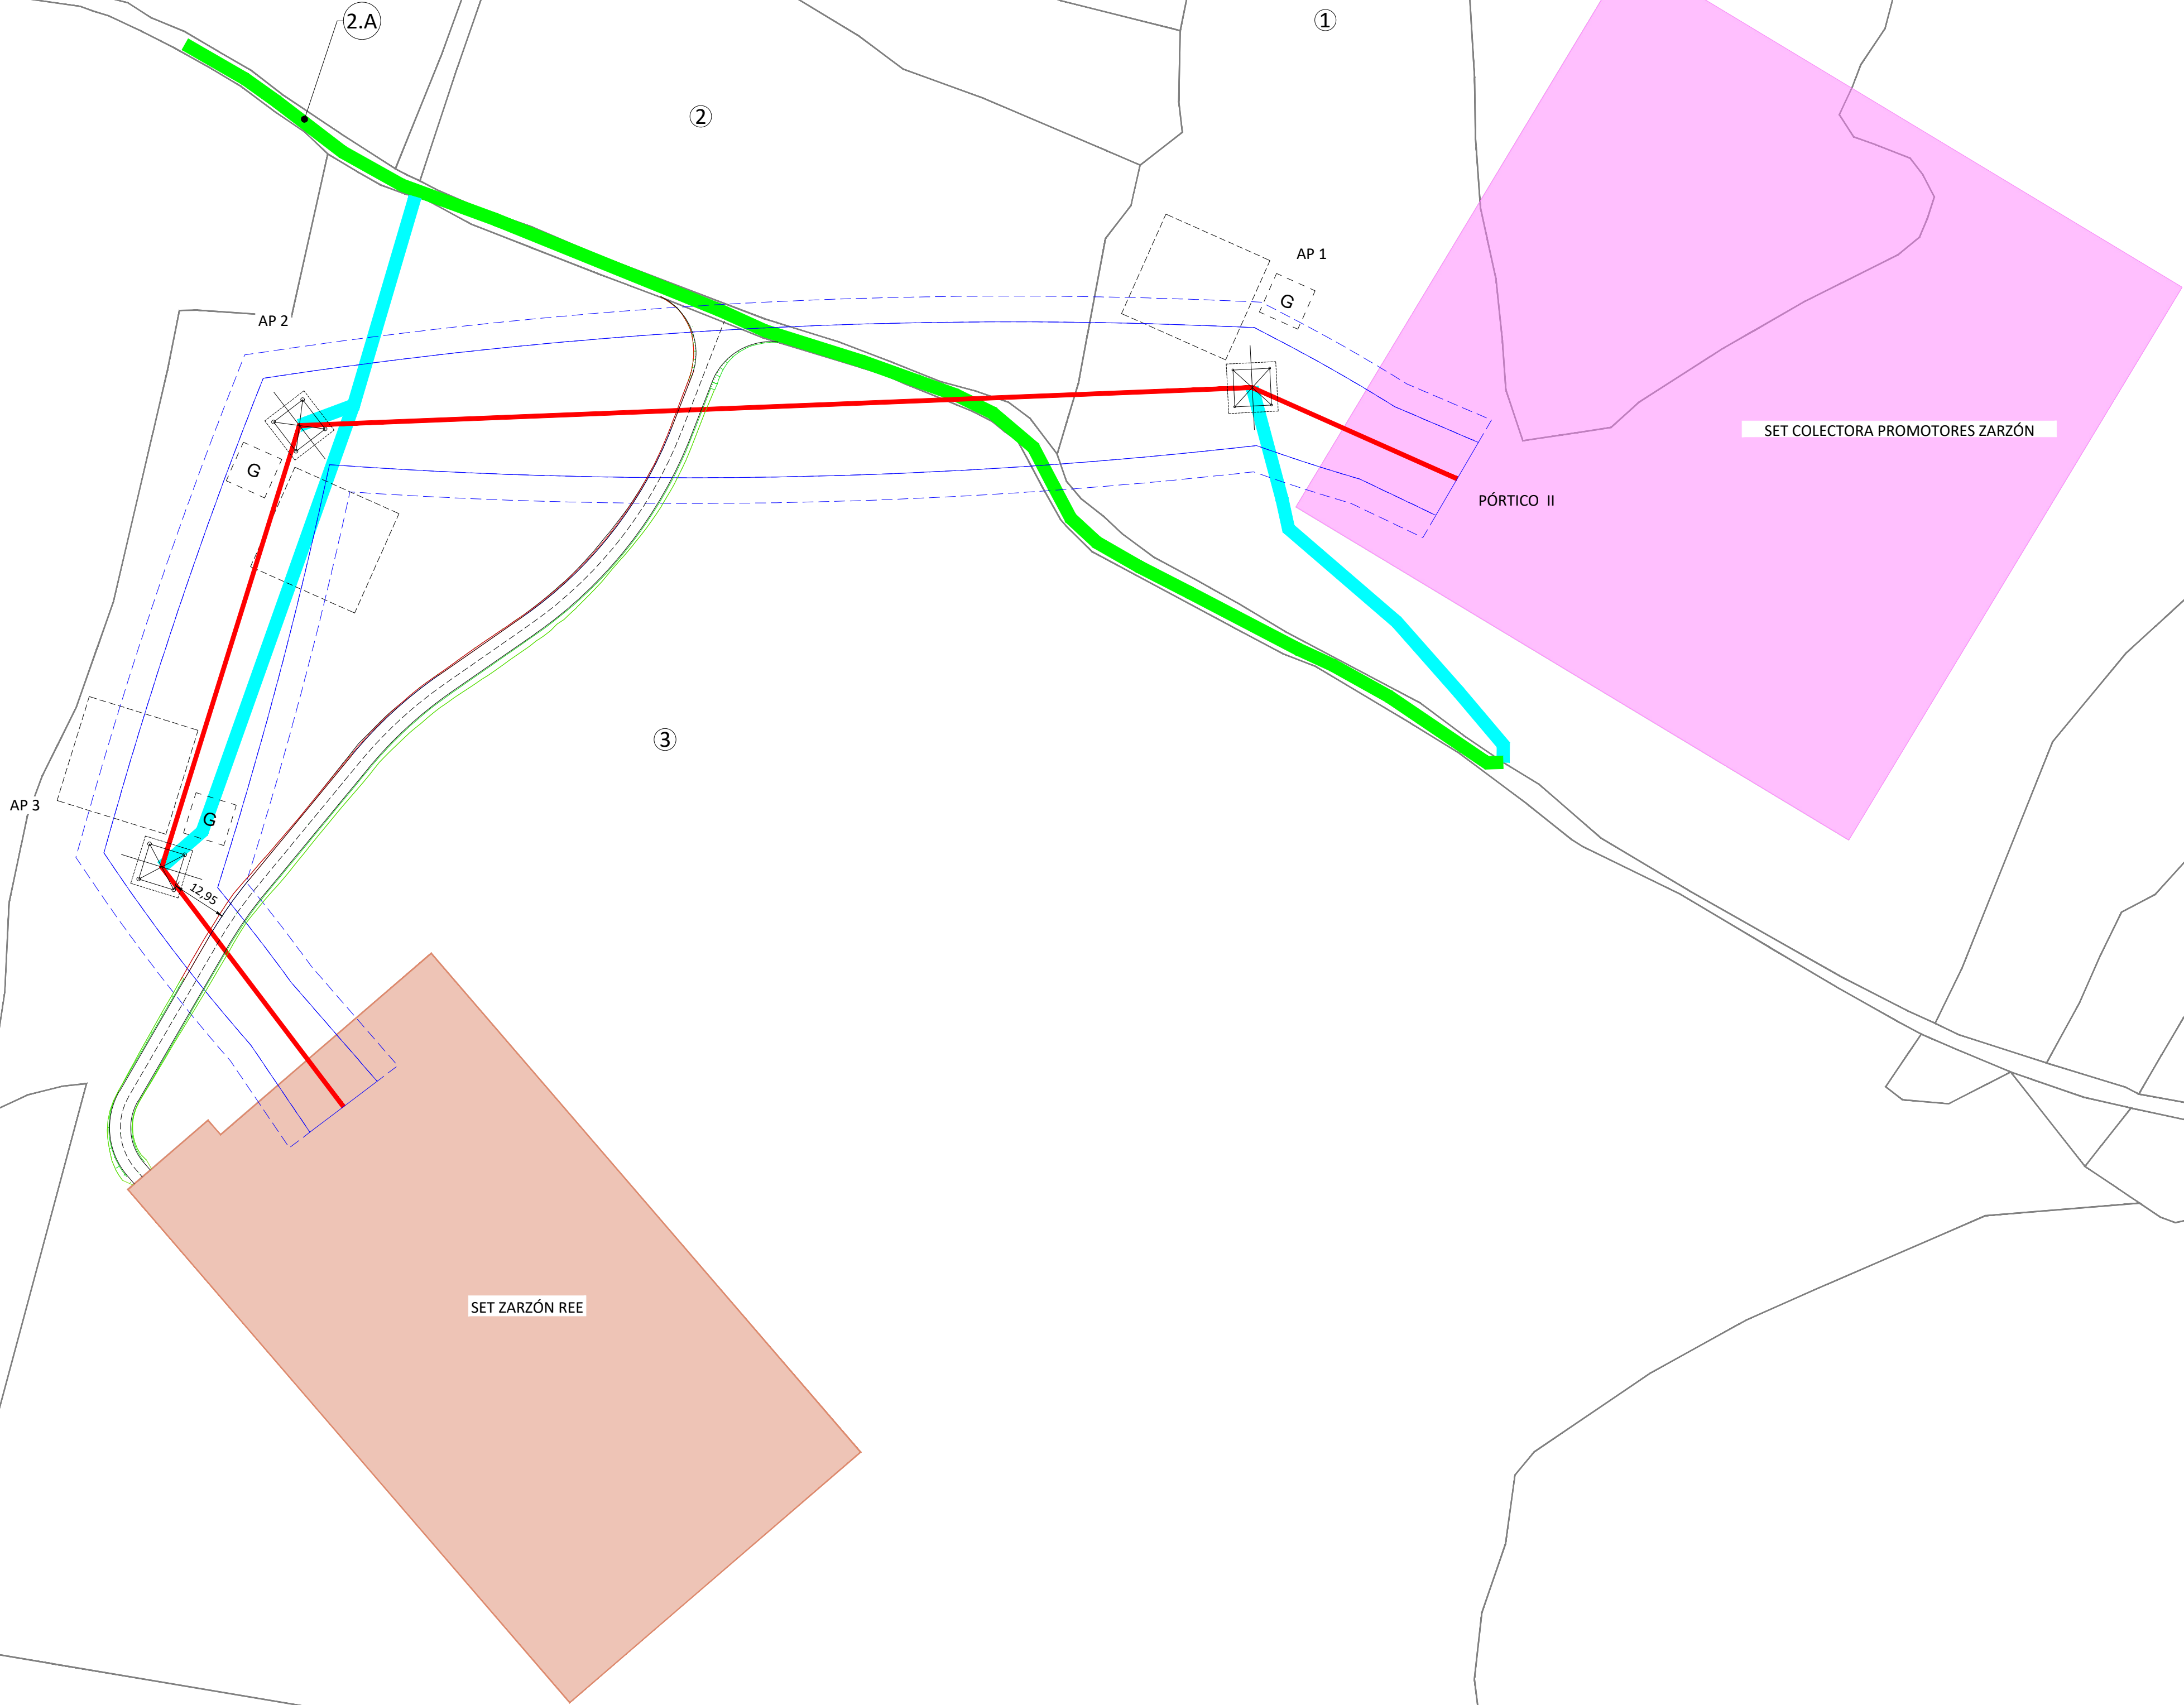 2.A
1
2
AP 1
G
AP 2
SET COLECTORA PROMOTORES ZARZÓN
G
PÓRTICO II
3
AP 3
G
12,95
SET ZARZÓN REE